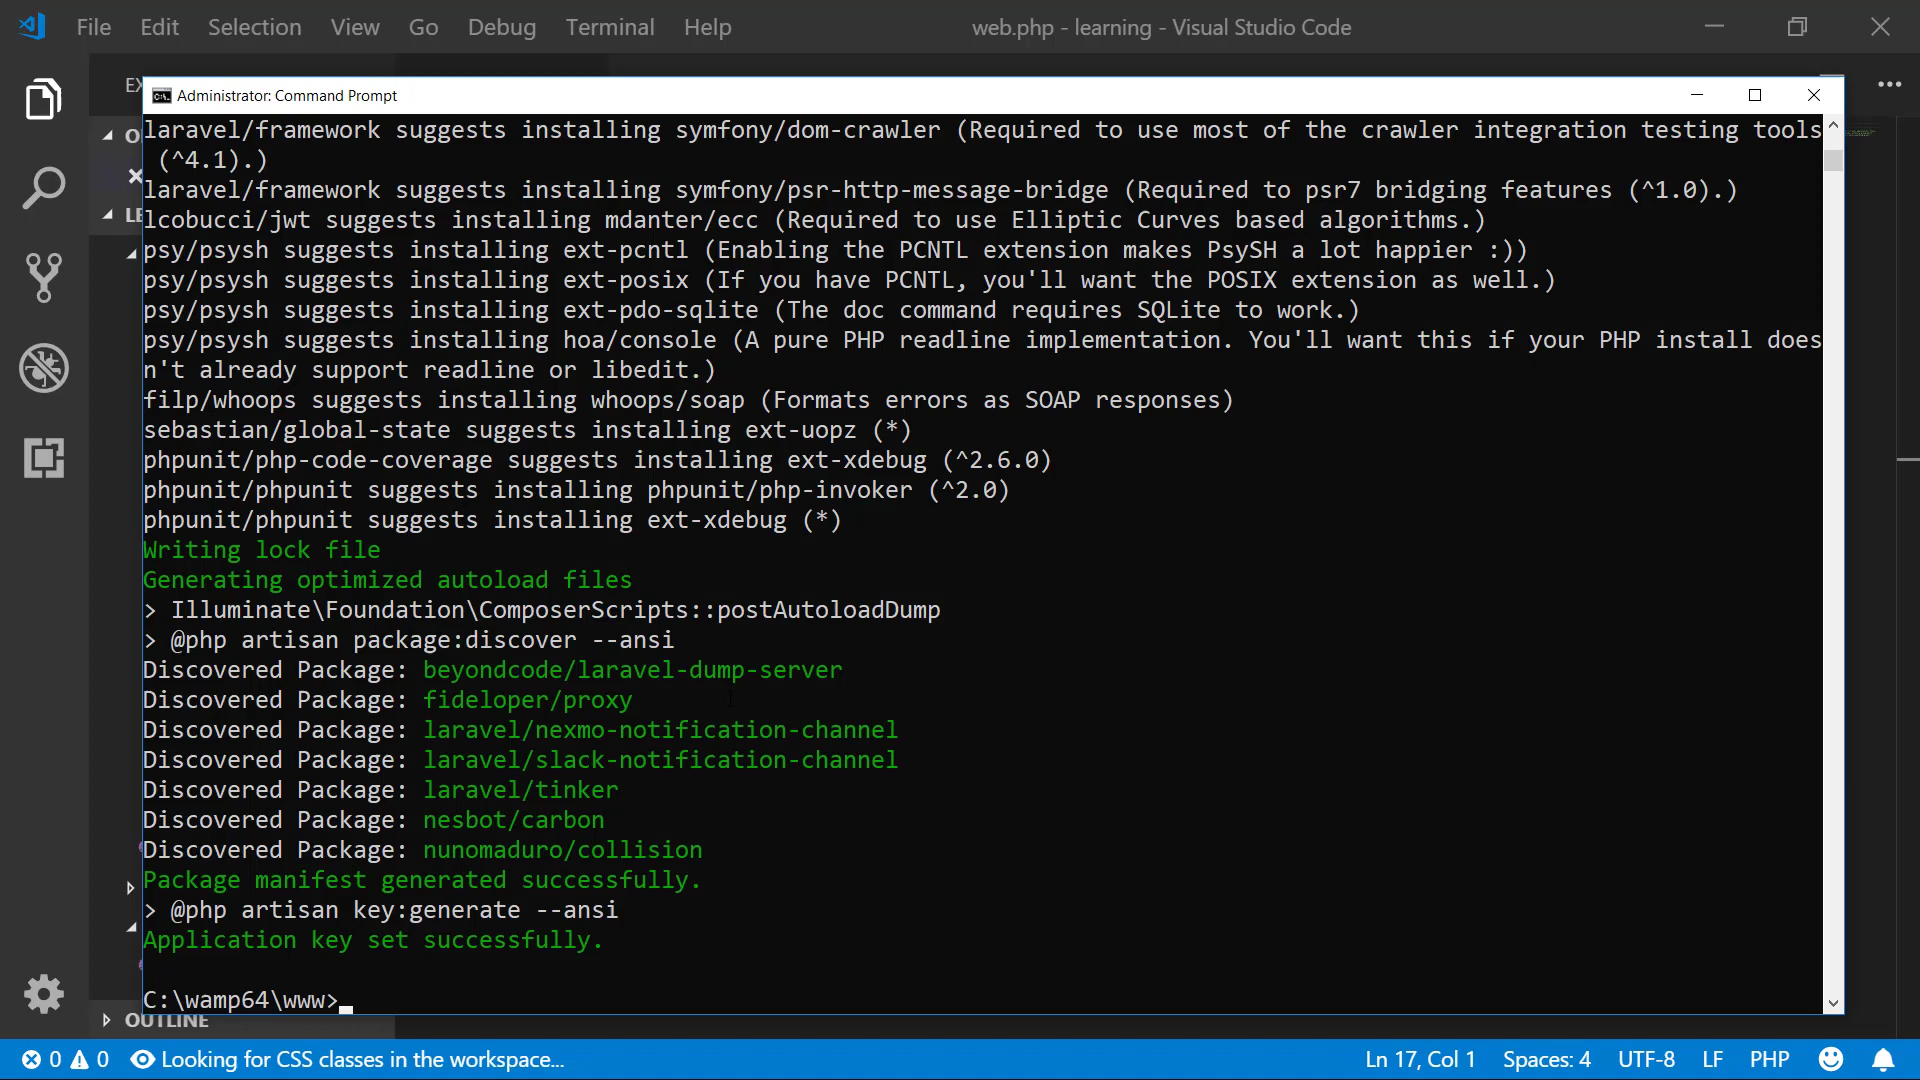 File Edit Selection View Go Debug Terminal Help web.php - learning - Visual Studio Code
Administrator: Command Prompt
laravel/framework suggests installing symfony/dom-crawler (Required to use most of the crawler integration testing tools
(^4.1).)
laravel/framework suggests installing symfony/psr-http-message-bridge (Required to psr7 bridging features (^1.0).)
lcobucci/jwt suggests installing mdanter/ecc (Required to use Elliptic Curves based algorithms.)
psy/psysh suggests installing ext-pcntl (Enabling the PCNTL extension makes PsySH a lot happier :))
psy/psysh suggests installing ext-posix (If you have PCNTL, you'll want the POSIX extension as well.)
psy/psysh suggests installing ext-pdo-sqlite (The doc command requires SQLite to work.)
psy/psysh suggests installing hoa/console (A pure PHP readline implementation. You'll want this if your PHP install does
n't already support readline or libedit.)
filp/whoops suggests installing whoops/soap (Formats errors as SOAP responses)
sebastian/global-state suggests installing ext-uopz (*)
phpunit/php-code-coverage suggests installing ext-xdebug (^2.6.0)
phpunit/phpunit suggests installing phpunit/php-invoker (^2.0)
phpunit/phpunit suggests installing ext-xdebug (*)
Writing lock file
Generating optimized autoload files
> Illuminate\Foundation\ComposerScripts::postAutoloadDump
> @php artisan package:discover --ansi
Discovered Package: beyondcode/laravel-dump-server
Discovered Package: fideloper/proxy
Discovered Package: laravel/nexmo-notification-channel
Discovered Package: laravel/slack-notification-channel
Discovered Package: laravel/tinker
Discovered Package: nesbot/carbon
Discovered Package: nunomaduro/collision
Package manifest generated successfully.
> @php artisan key:generate --ansi
Application key set successfully.
C:\wamp64\www>
OUTLINE
0 0 Looking for CSS classes in the workspace... Ln 17, Col 1 Spaces: 4 UTF-8 LF PHP